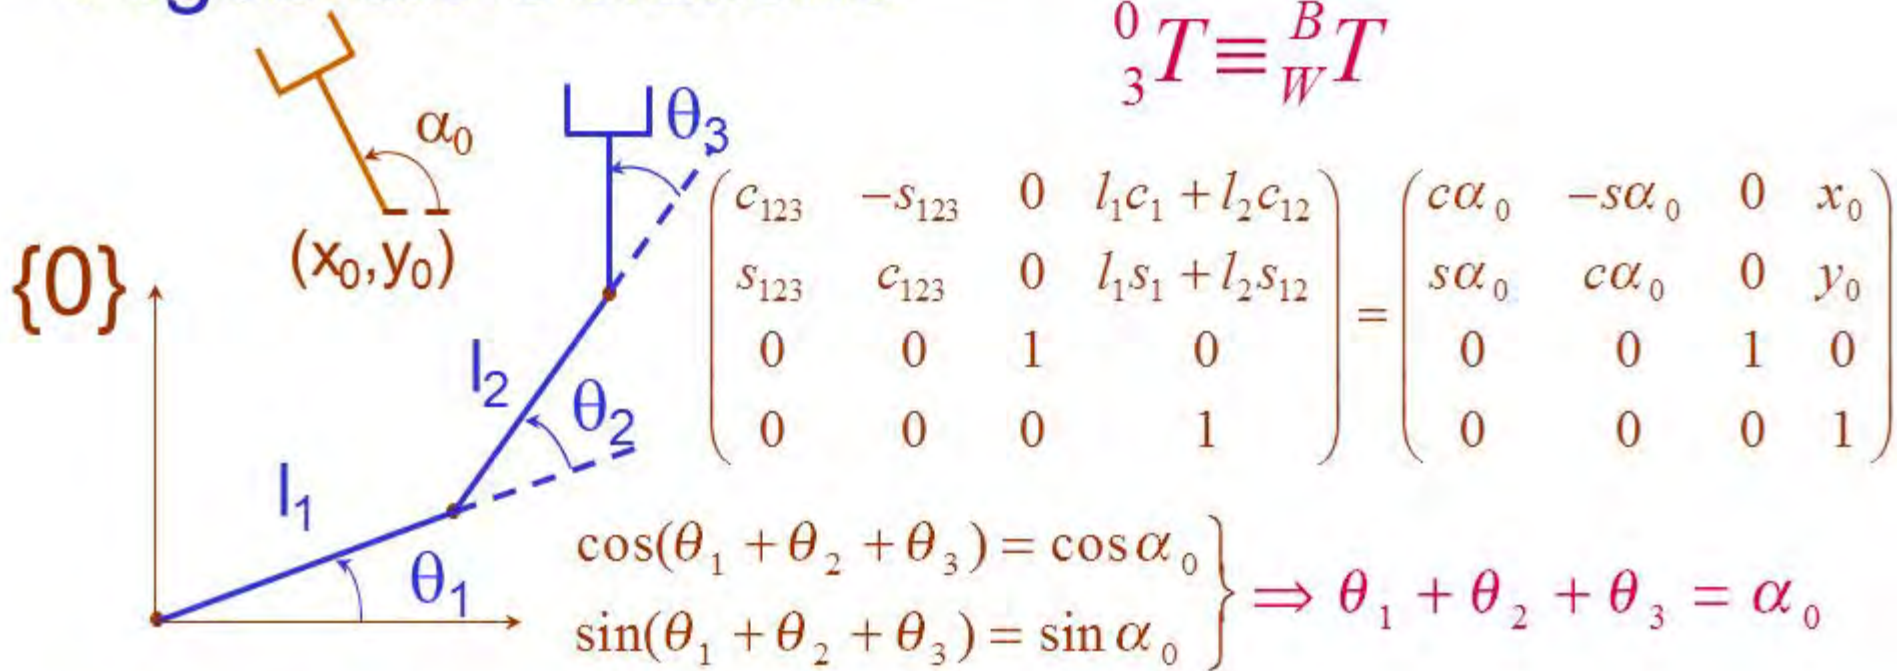 ⁰₃T ≡ ᴮ_W T
α₀
θ₃
(x₀,y₀)
{0}
l₂
θ₂
l₁
θ₁
( c₁₂₃ −s₁₂₃ 0 l₁c₁ + l₂c₁₂ ) = ( cα₀ −sα₀ 0 x₀ )
( s₁₂₃ c₁₂₃ 0 l₁s₁ + l₂s₁₂ ) ( sα₀ cα₀ 0 y₀ )
( 0 0 1 0 ) ( 0 0 1 0 )
( 0 0 0 1 ) ( 0 0 0 1 )
cos(θ₁ + θ₂ + θ₃) = cos α₀
sin(θ₁ + θ₂ + θ₃) = sin α₀
} ⇒ θ₁ + θ₂ + θ₃ = α₀